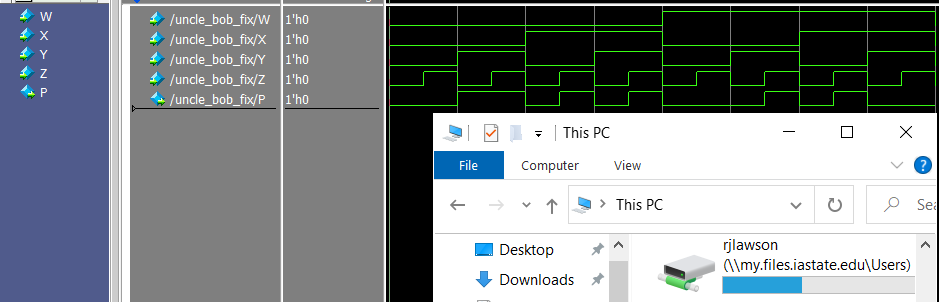 W
X
Y
Z
P
/uncle_bob_fix/W 1'h0
/uncle_bob_fix/X 1'h0
/uncle_bob_fix/Y 1'h0
/uncle_bob_fix/Z 1'h0
/uncle_bob_fix/P 1'h0
This PC
File Computer View
This PC
Desktop
Downloads
rjlawson
(\\my.files.iastate.edu\Users)